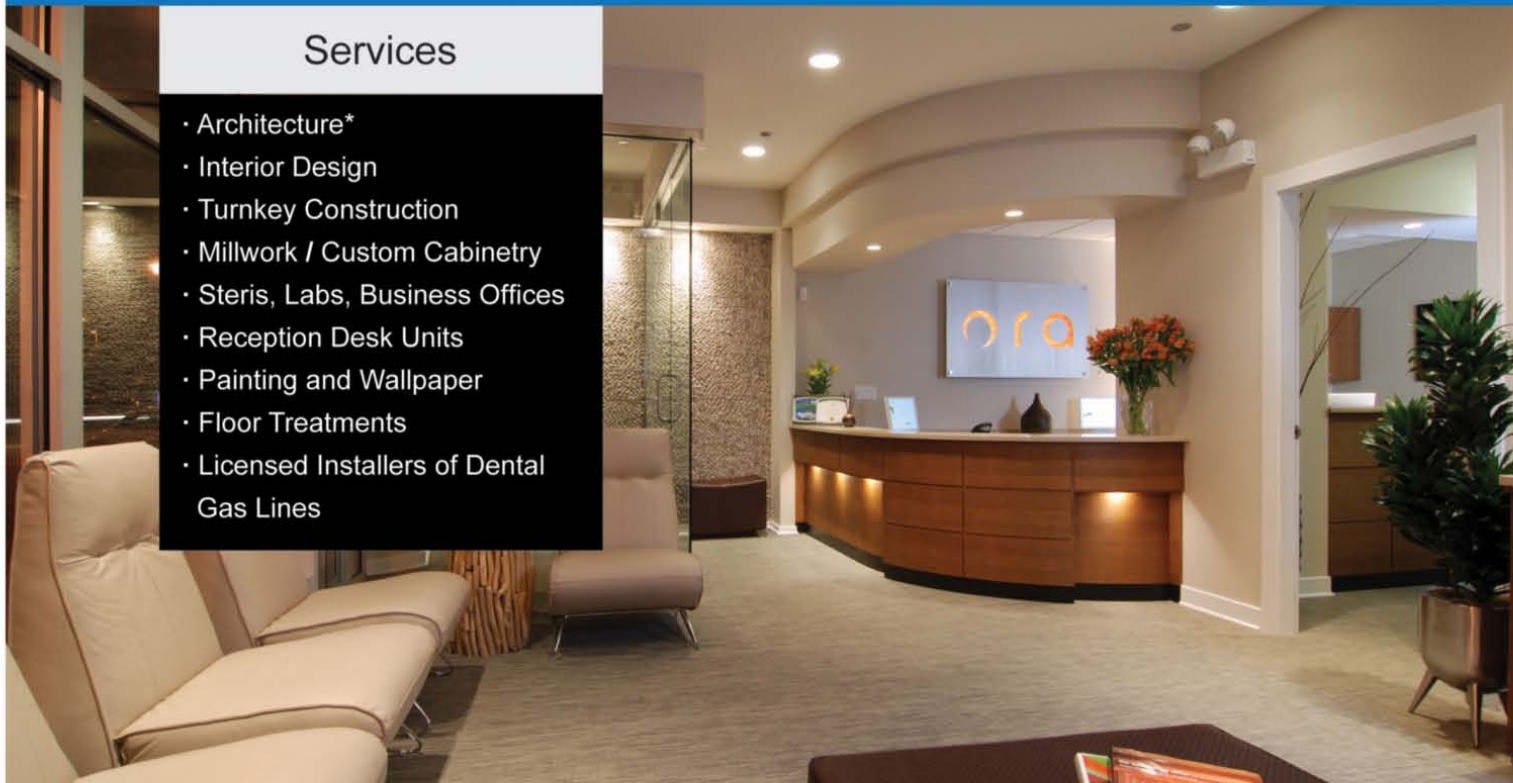 Services
· Architecture*
· Interior Design
· Turnkey Construction
· Millwork / Custom Cabinetry
· Steris, Labs, Business Offices
· Reception Desk Units
· Painting and Wallpaper
· Floor Treatments
· Licensed Installers of Dental
Gas Lines
ora